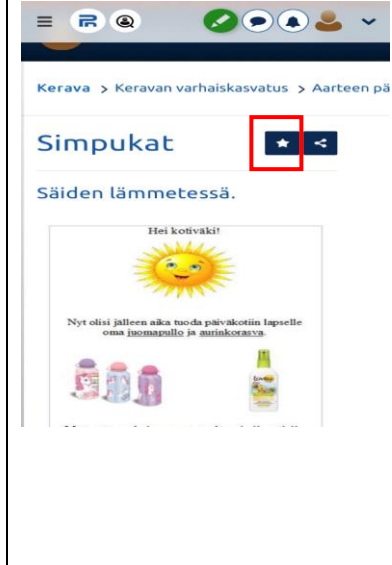 Kerava > Keravan varhaiskasvatus > Aarteen pä
Simpukat
Säiden lämmetessä.
Hei kotiväki!
Nyt olisi jälleen aika tuoda päiväkotiin lapselle
oma juomapullo ja aurinkorasva.